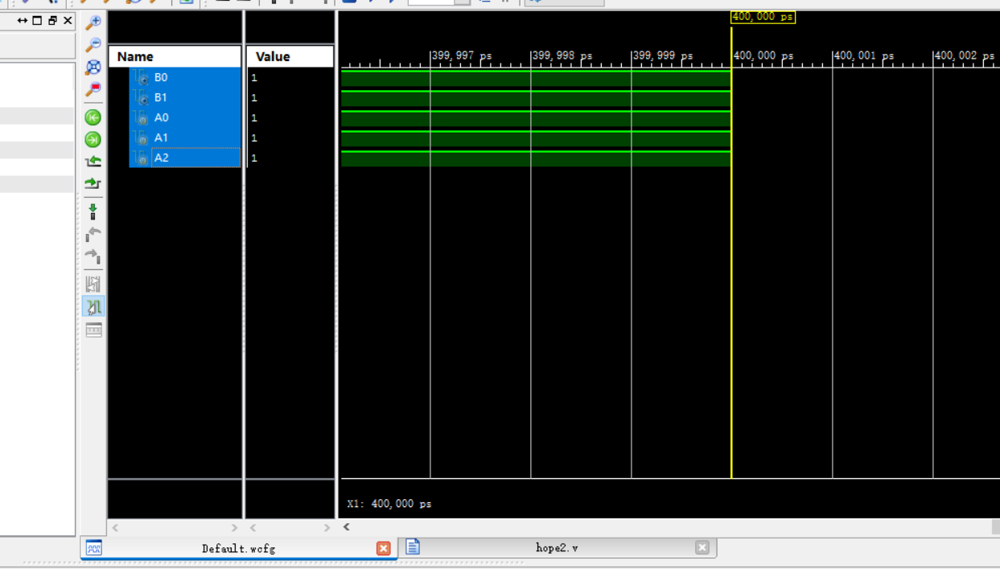 400,000 ps
Name Value
399,997 ps 399,998 ps 399,999 ps 400,000 ps 400,001 ps 400,002 ps
B0 1
B1 1
A0 1
A1 1
A2 1
X1: 400,000 ps
Default.wcfg hope2.v